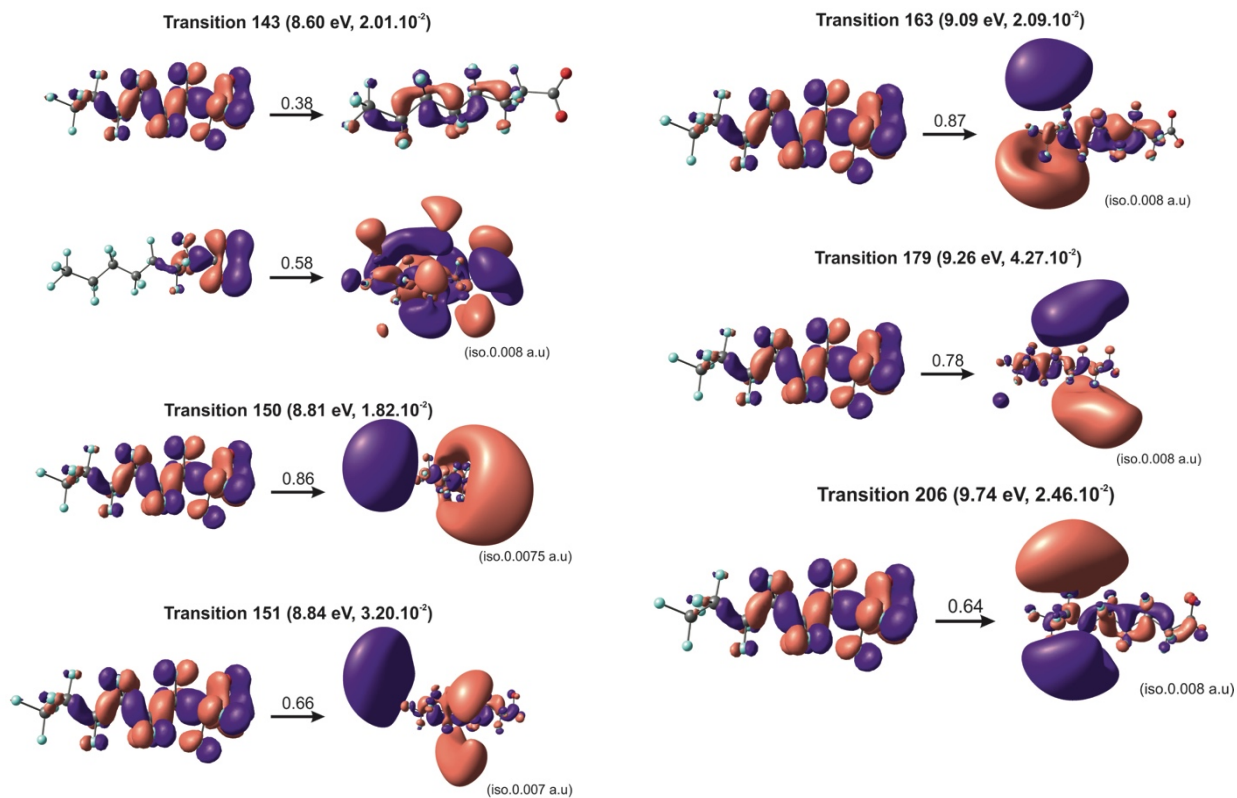 Transition 143 (8.60 eV, 2.01.10⁻²)
0.38
0.58
(iso.0.008 a.u)
Transition 150 (8.81 eV, 1.82.10⁻²)
0.86
(iso.0.0075 a.u)
Transition 151 (8.84 eV, 3.20.10⁻²)
0.66
(iso.0.007 a.u)
Transition 163 (9.09 eV, 2.09.10⁻²)
0.87
(iso.0.008 a.u)
Transition 179 (9.26 eV, 4.27.10⁻²)
0.78
(iso.0.008 a.u)
Transition 206 (9.74 eV, 2.46.10⁻²)
0.64
(iso.0.008 a.u)